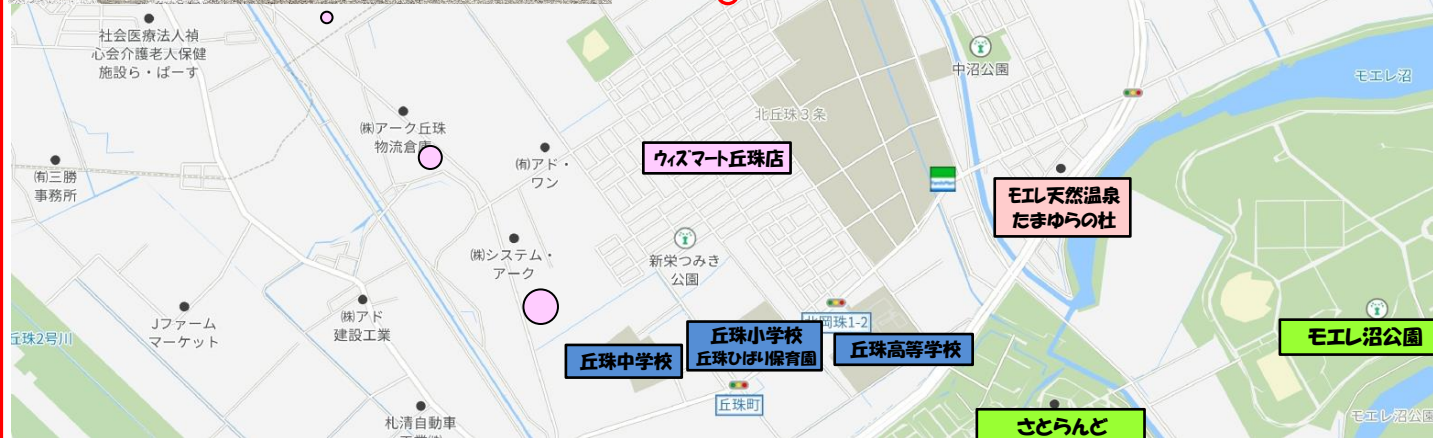 社会医療法人禎
心会介護老人保健
施設ら・ぱーす
中沼公園
モエレ沼
㈱アーク丘珠
物流倉庫
北丘珠３条
㈲アド・
ワン
ウィズマート丘珠店
㈲三勝
事務所
モエレ天然温泉
たまゆらの杜
㈱システム・
アーク
新栄つみき
公園
Jファーム
マーケット
㈱アド
建設工業
丘珠2号川
北岡珠1-2
丘珠小学校
丘珠ひばり保育園
丘珠中学校
丘珠高等学校
モエレ沼公園
丘珠町
札清自動車
さとらんど
モエレ沼公園